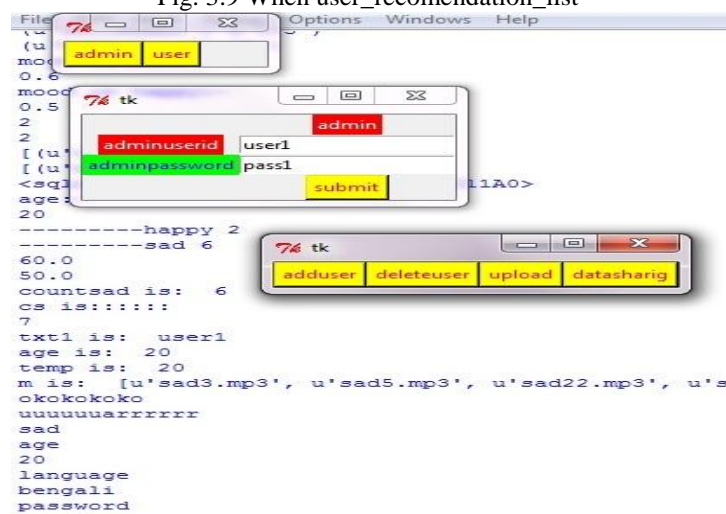 Fig. 3.9 When user_recomendation_list
File
Options Windows Help
tk
admin user
0.6
mood
0.5
2
2
tk
admin
adminuserid user1
adminpassword pass1
submit
11A0>
age:
20
---------happy 2
---------sad 6
60.0
50.0
countsad is: 6
cs is::::::
7
txt1 is: user1
age is: 20
temp is: 20
m is: [u'sad3.mp3', u'sad5.mp3', u'sad22.mp3', u's
okokokoko
uuuuuuarrrrrr
sad
age
20
language
bengali
password
tk
adduser deleteuser upload datasharig